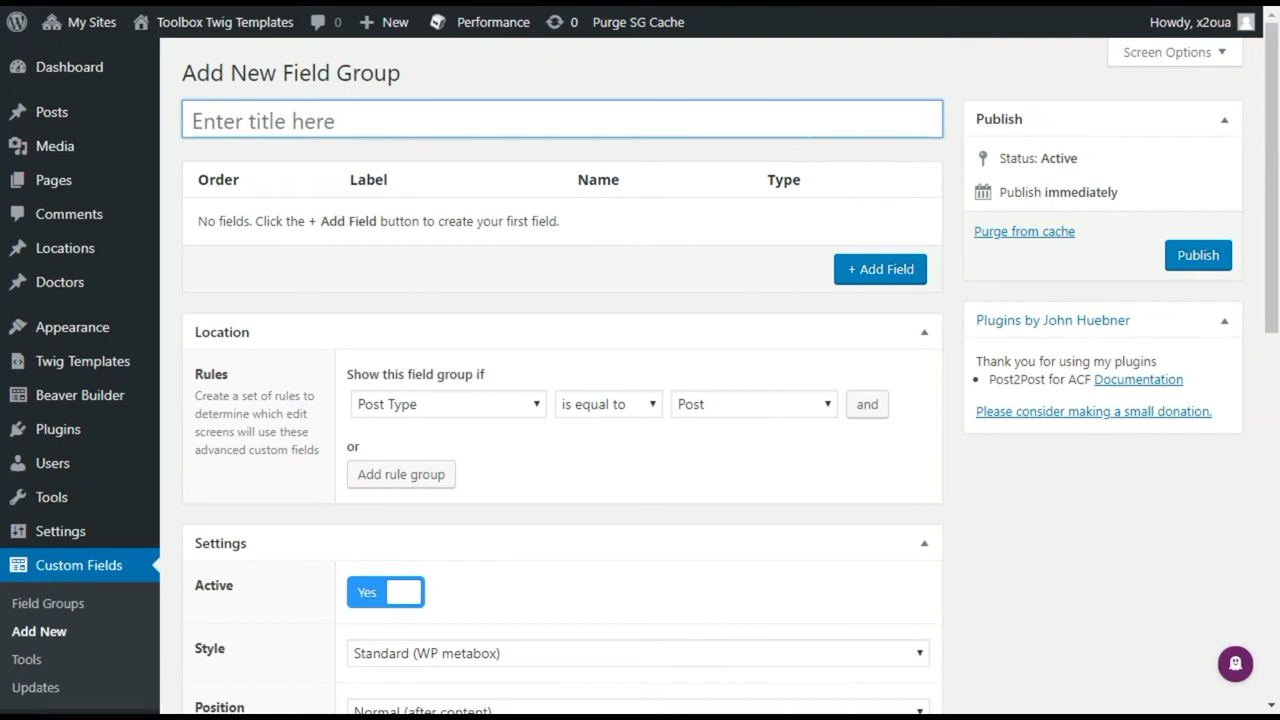 My Sites Toolbox Twig Templates 0 New Performance 0 Purge SG Cache Howdy, x2oua
Screen Options
Dashboard
Posts
Media
Pages
Comments
Locations
Doctors
Appearance
Twig Templates
Beaver Builder
Plugins
Users
Tools
Settings
Custom Fields
Field Groups
Add New
Tools
Updates
Add New Field Group
Enter title here
Order Label Name Type
No fields. Click the + Add Field button to create your first field.
+ Add Field
Location
Rules
Create a set of rules to
determine which edit
screens will use these
advanced custom fields
Show this field group if
Post Type is equal to Post and
or
Add rule group
Settings
Active
Yes
Style
Standard (WP metabox)
Position
Normal (after content)
Publish
Status: Active
Publish immediately
Purge from cache
Publish
Plugins by John Huebner
Thank you for using my plugins
Post2Post for ACF Documentation
Please consider making a small donation.